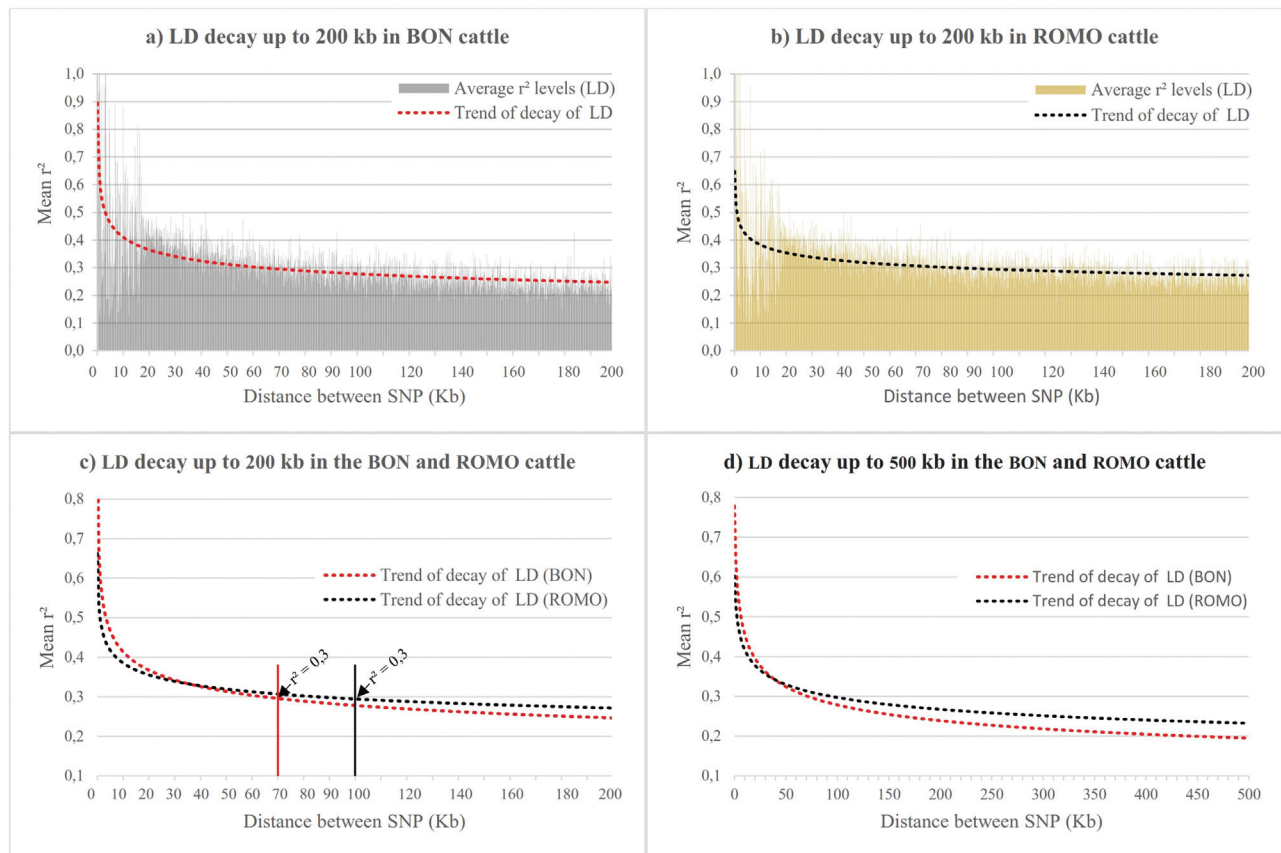 a) LD decay up to 200 kb in BON cattle
Average r² levels (LD)
Trend of decay of LD
Mean r²
1,0
0,9
0,8
0,7
0,6
0,5
0,4
0,3
0,2
0,1
0,0
0 10 20 30 40 50 60 70 80 90 100 120 140 160 180 200
Distance between SNP (Kb)
b) LD decay up to 200 kb in ROMO cattle
Average r² levels (LD)
Trend of decay of LD
Mean r²
1,0
0,9
0,8
0,7
0,6
0,5
0,4
0,3
0,2
0,1
0,0
0 10 20 30 40 50 60 70 80 90 100 120 140 160 180 200
Distance between SNP (Kb)
c) LD decay up to 200 kb in the BON and ROMO cattle
Trend of decay of LD (BON)
Trend of decay of LD (ROMO)
Mean r²
0,8
0,7
0,6
0,5
0,4
0,3
0,2
0,1
r² = 0,3
r² = 0,3
0 10 20 30 40 50 60 70 80 90 100 120 140 160 180 200
Distance between SNP (Kb)
d) LD decay up to 500 kb in the BON and ROMO cattle
Trend of decay of LD (BON)
Trend of decay of LD (ROMO)
Mean r²
0,8
0,7
0,6
0,5
0,4
0,3
0,2
0,1
0 50 100 150 200 250 300 350 400 450 500
Distance between SNP (Kb)